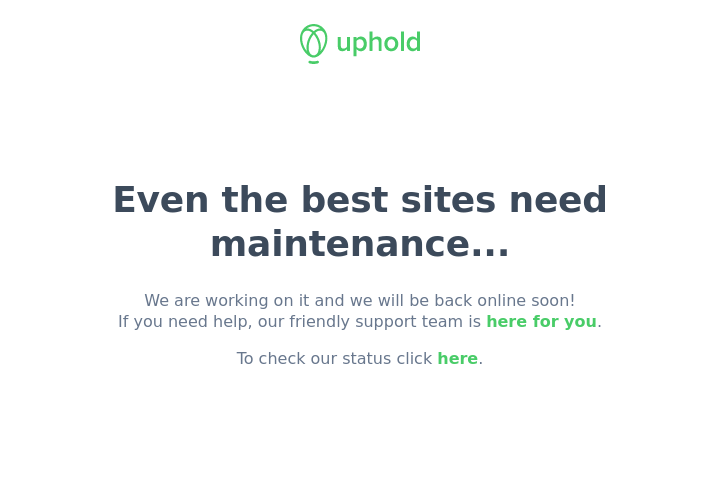 uphold
Even the best sites need
maintenance...
We are working on it and we will be back online soon!
If you need help, our friendly support team is here for you.
To check our status click here.